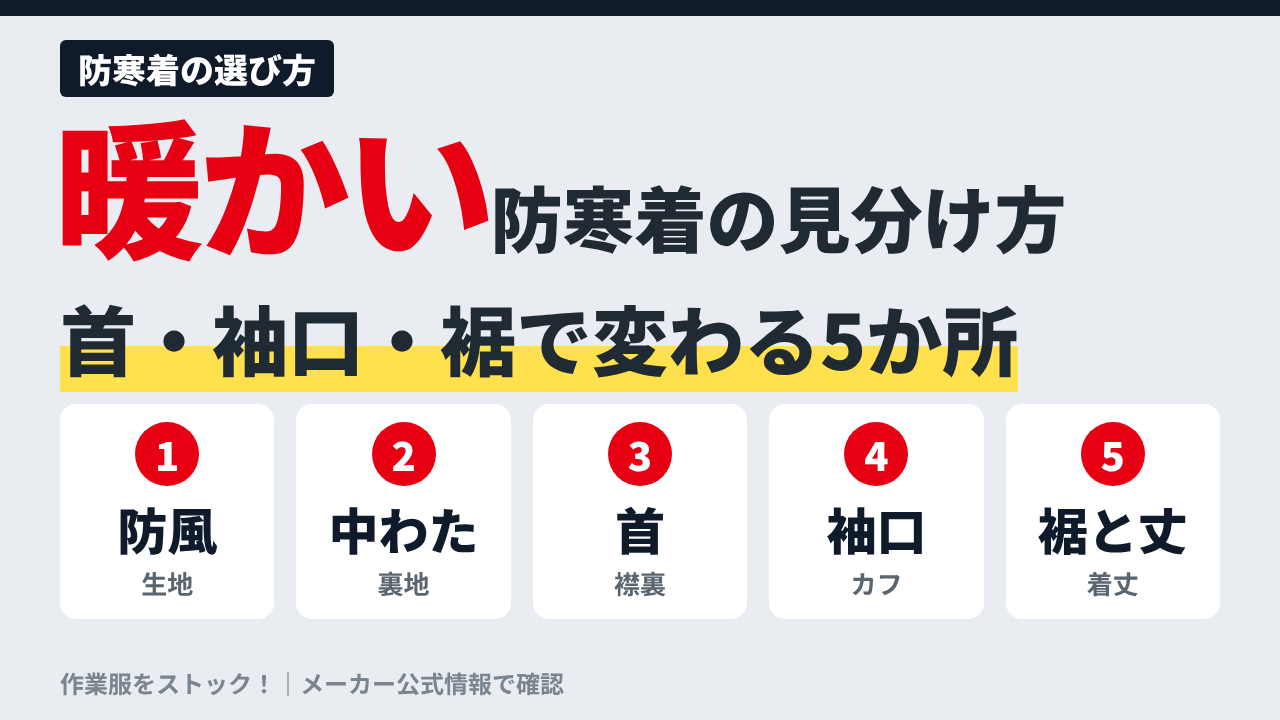 防寒着の選び方
暖かい防寒着の見分け方
首・袖口・裾で変わる5か所
1
防風
生地
2
中わた
裏地
3
首
襟裏
4
袖口
カフ
5
裾と丈
着丈
作業服をストック！｜メーカー公式情報で確認